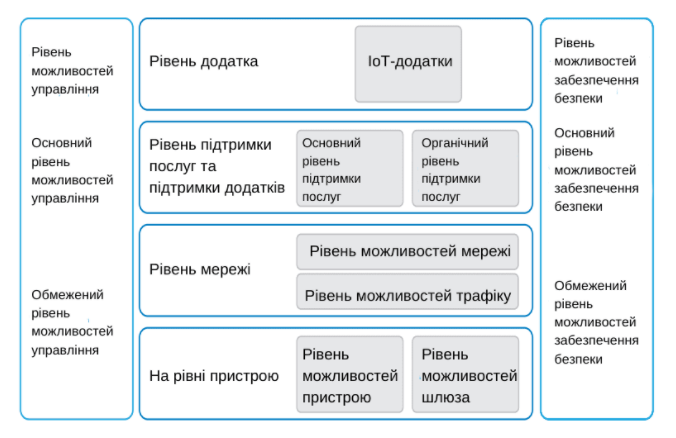 Рівень
можливостей
управління
Основний
рівень
можливостей
управління
Обмежений
рівень
можливостей
управління
Рівень додатка
IoT-додатки
Рівень підтримки
послуг та
підтримки додатків
Основний
рівень
підтримки
послуг
Органічний
рівень
підтримки
послуг
Рівень мережі
Рівень можливостей мережі
Рівень можливостей трафіку
На рівні пристрою
Рівень
можливостей
пристрою
Рівень
можливостей
шлюза
Рівень
можливостей
забезпечення
безпеки
Основний
рівень
можливостей
забезпечення
безпеки
Обмежений
рівень
можливостей
забезпечення
безпеки